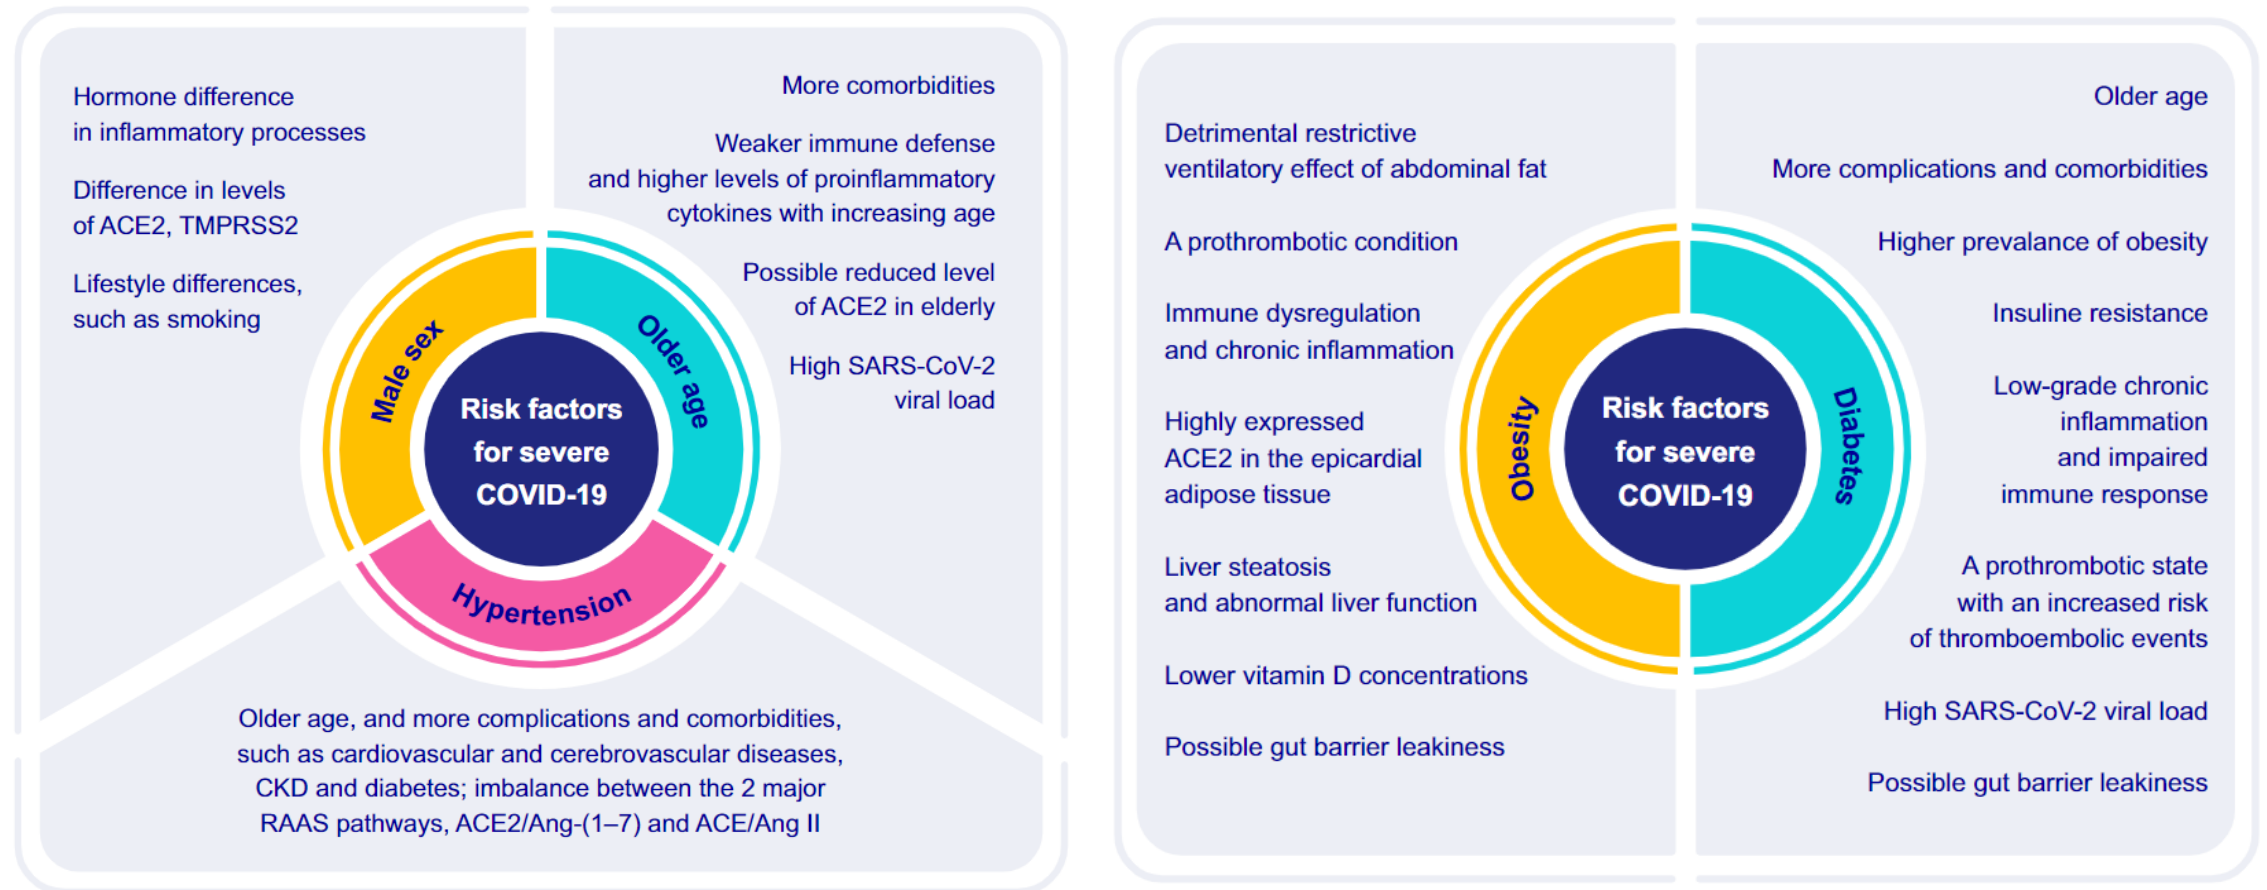 Hormone difference
in inflammatory processes
Difference in levels
of ACE2, TMPRSS2
Lifestyle differences,
such as smoking
More comorbidities
Weaker immune defense
and higher levels of proinflammatory
cytokines with increasing age
Possible reduced level
of ACE2 in elderly
High SARS-CoV-2
viral load
Male sex
Older age
Hypertension
Risk factors
for severe
COVID-19
Older age, and more complications and comorbidities,
such as cardiovascular and cerebrovascular diseases,
CKD and diabetes; imbalance between the 2 major
RAAS pathways, ACE2/Ang-(1–7) and ACE/Ang II
Detrimental restrictive
ventilatory effect of abdominal fat
A prothrombotic condition
Immune dysregulation
and chronic inflammation
Highly expressed
ACE2 in the epicardial
adipose tissue
Liver steatosis
and abnormal liver function
Lower vitamin D concentrations
Possible gut barrier leakiness
Obesity
Risk factors
for severe
COVID-19
Diabetes
Older age
More complications and comorbidities
Higher prevalance of obesity
Insuline resistance
Low-grade chronic
inflammation
and impaired
immune response
A prothrombotic state
with an increased risk
of thromboembolic events
High SARS-CoV-2 viral load
Possible gut barrier leakiness